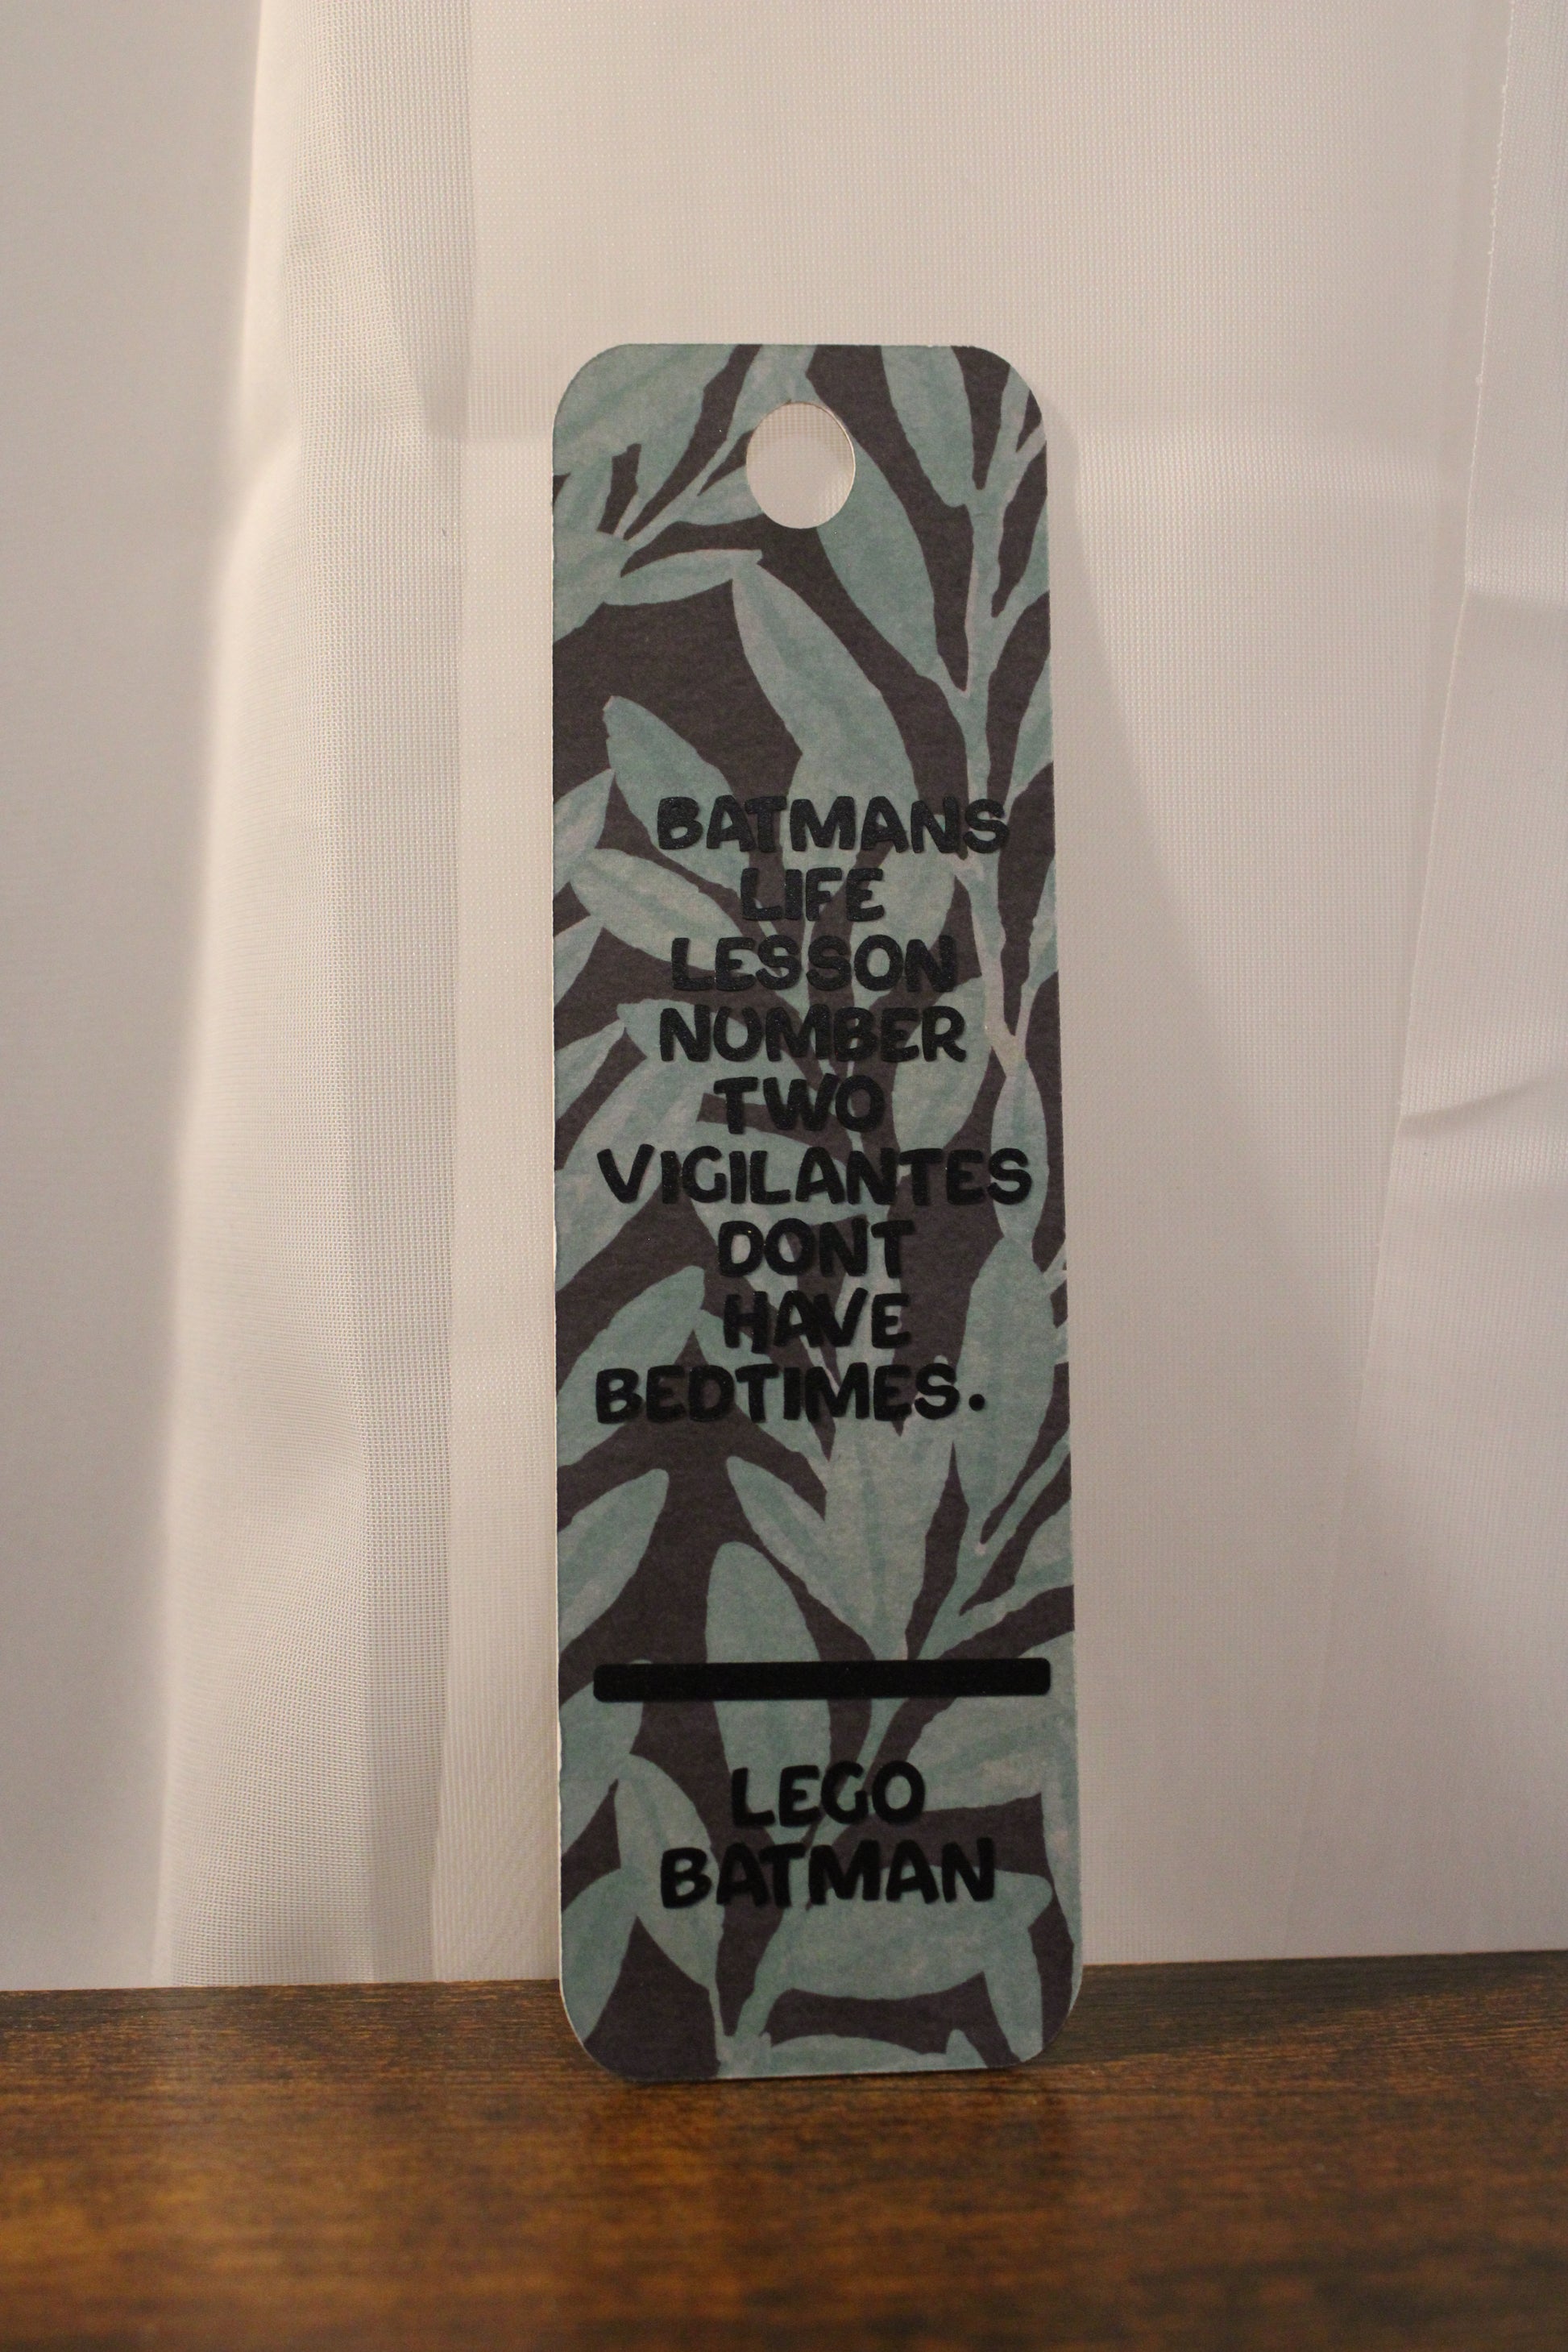 BATMANS
LIFE
LESSON
NUMBER
TWO
VIGILANTES
DONT
HAVE
BEDTIMES.
LEGO
BATMAN